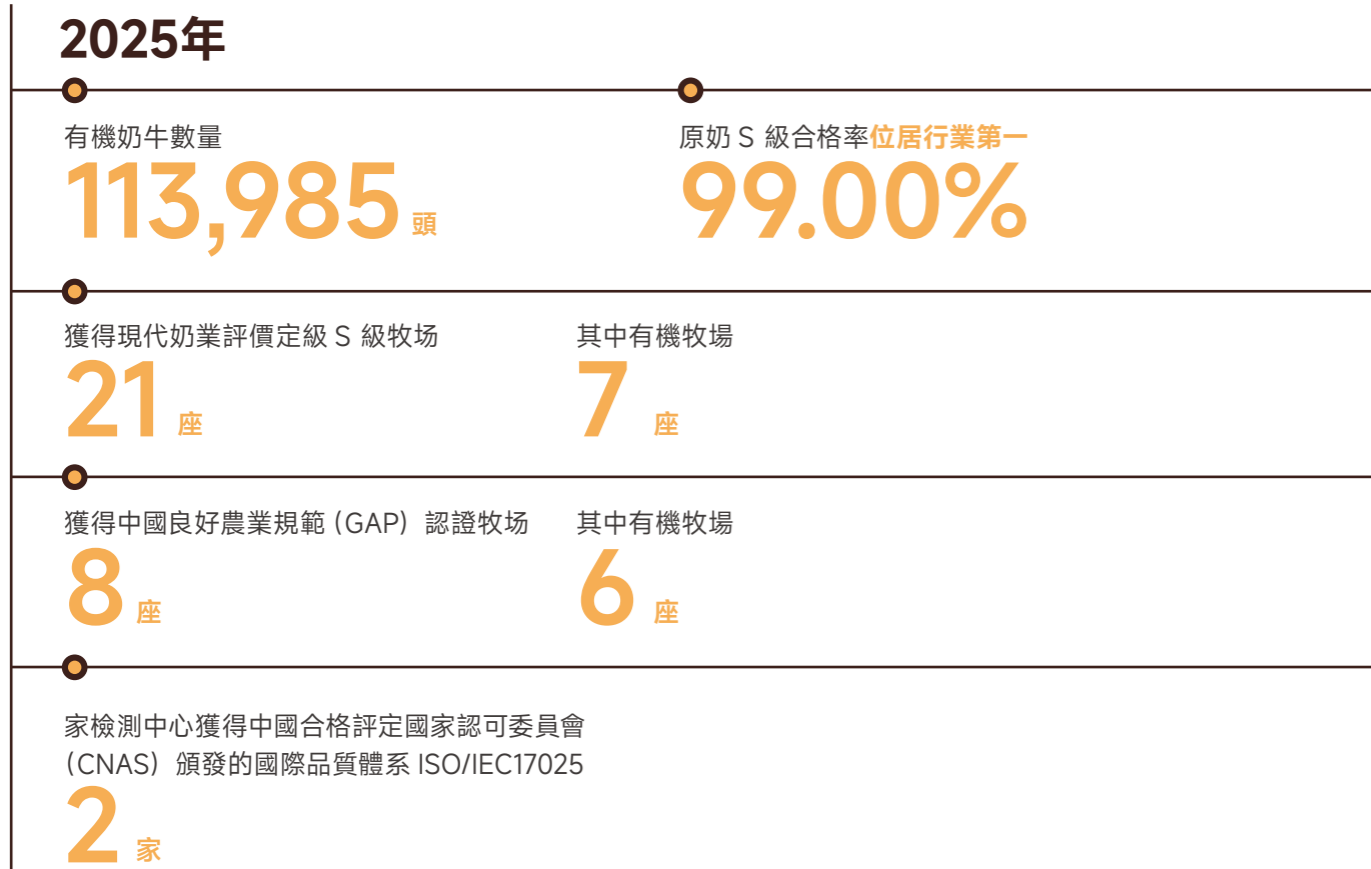 2025年
有機奶牛數量
113,985 頭
原奶 S 級合格率位居行業第一
99.00%
獲得現代奶業評價定級 S 級牧场
21 座
其中有機牧場
7 座
獲得中國良好農業規範 (GAP) 認證牧场
8 座
其中有機牧場
6 座
家檢測中心獲得中國合格評定國家認可委員會
(CNAS) 頒發的國際品質體系 ISO/IEC17025
2 家